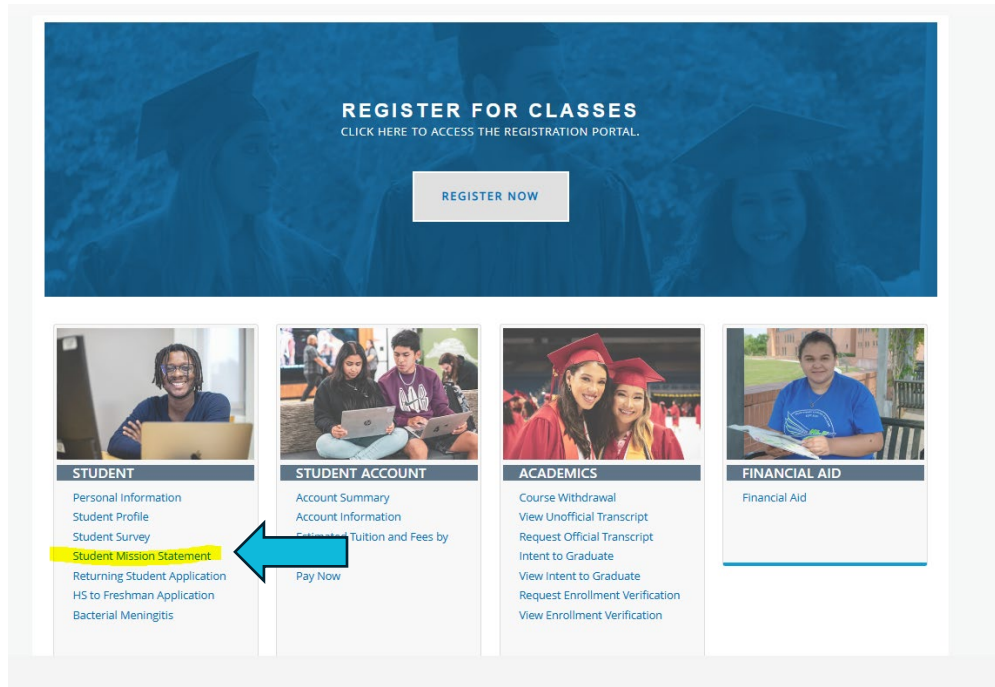 REGISTER FOR CLASSES
CLICK HERE TO ACCESS THE REGISTRATION PORTAL.
REGISTER NOW
STUDENT
Personal Information
Student Profile
Student Survey
Student Mission Statement
Returning Student Application
HS to Freshman Application
Bacterial Meningitis
STUDENT ACCOUNT
Account Summary
Account Information
Estimated Tuition and Fees by
Pay Now
ACADEMICS
Course Withdrawal
View Unofficial Transcript
Request Official Transcript
Intent to Graduate
View Intent to Graduate
Request Enrollment Verification
View Enrollment Verification
FINANCIAL AID
Financial Aid